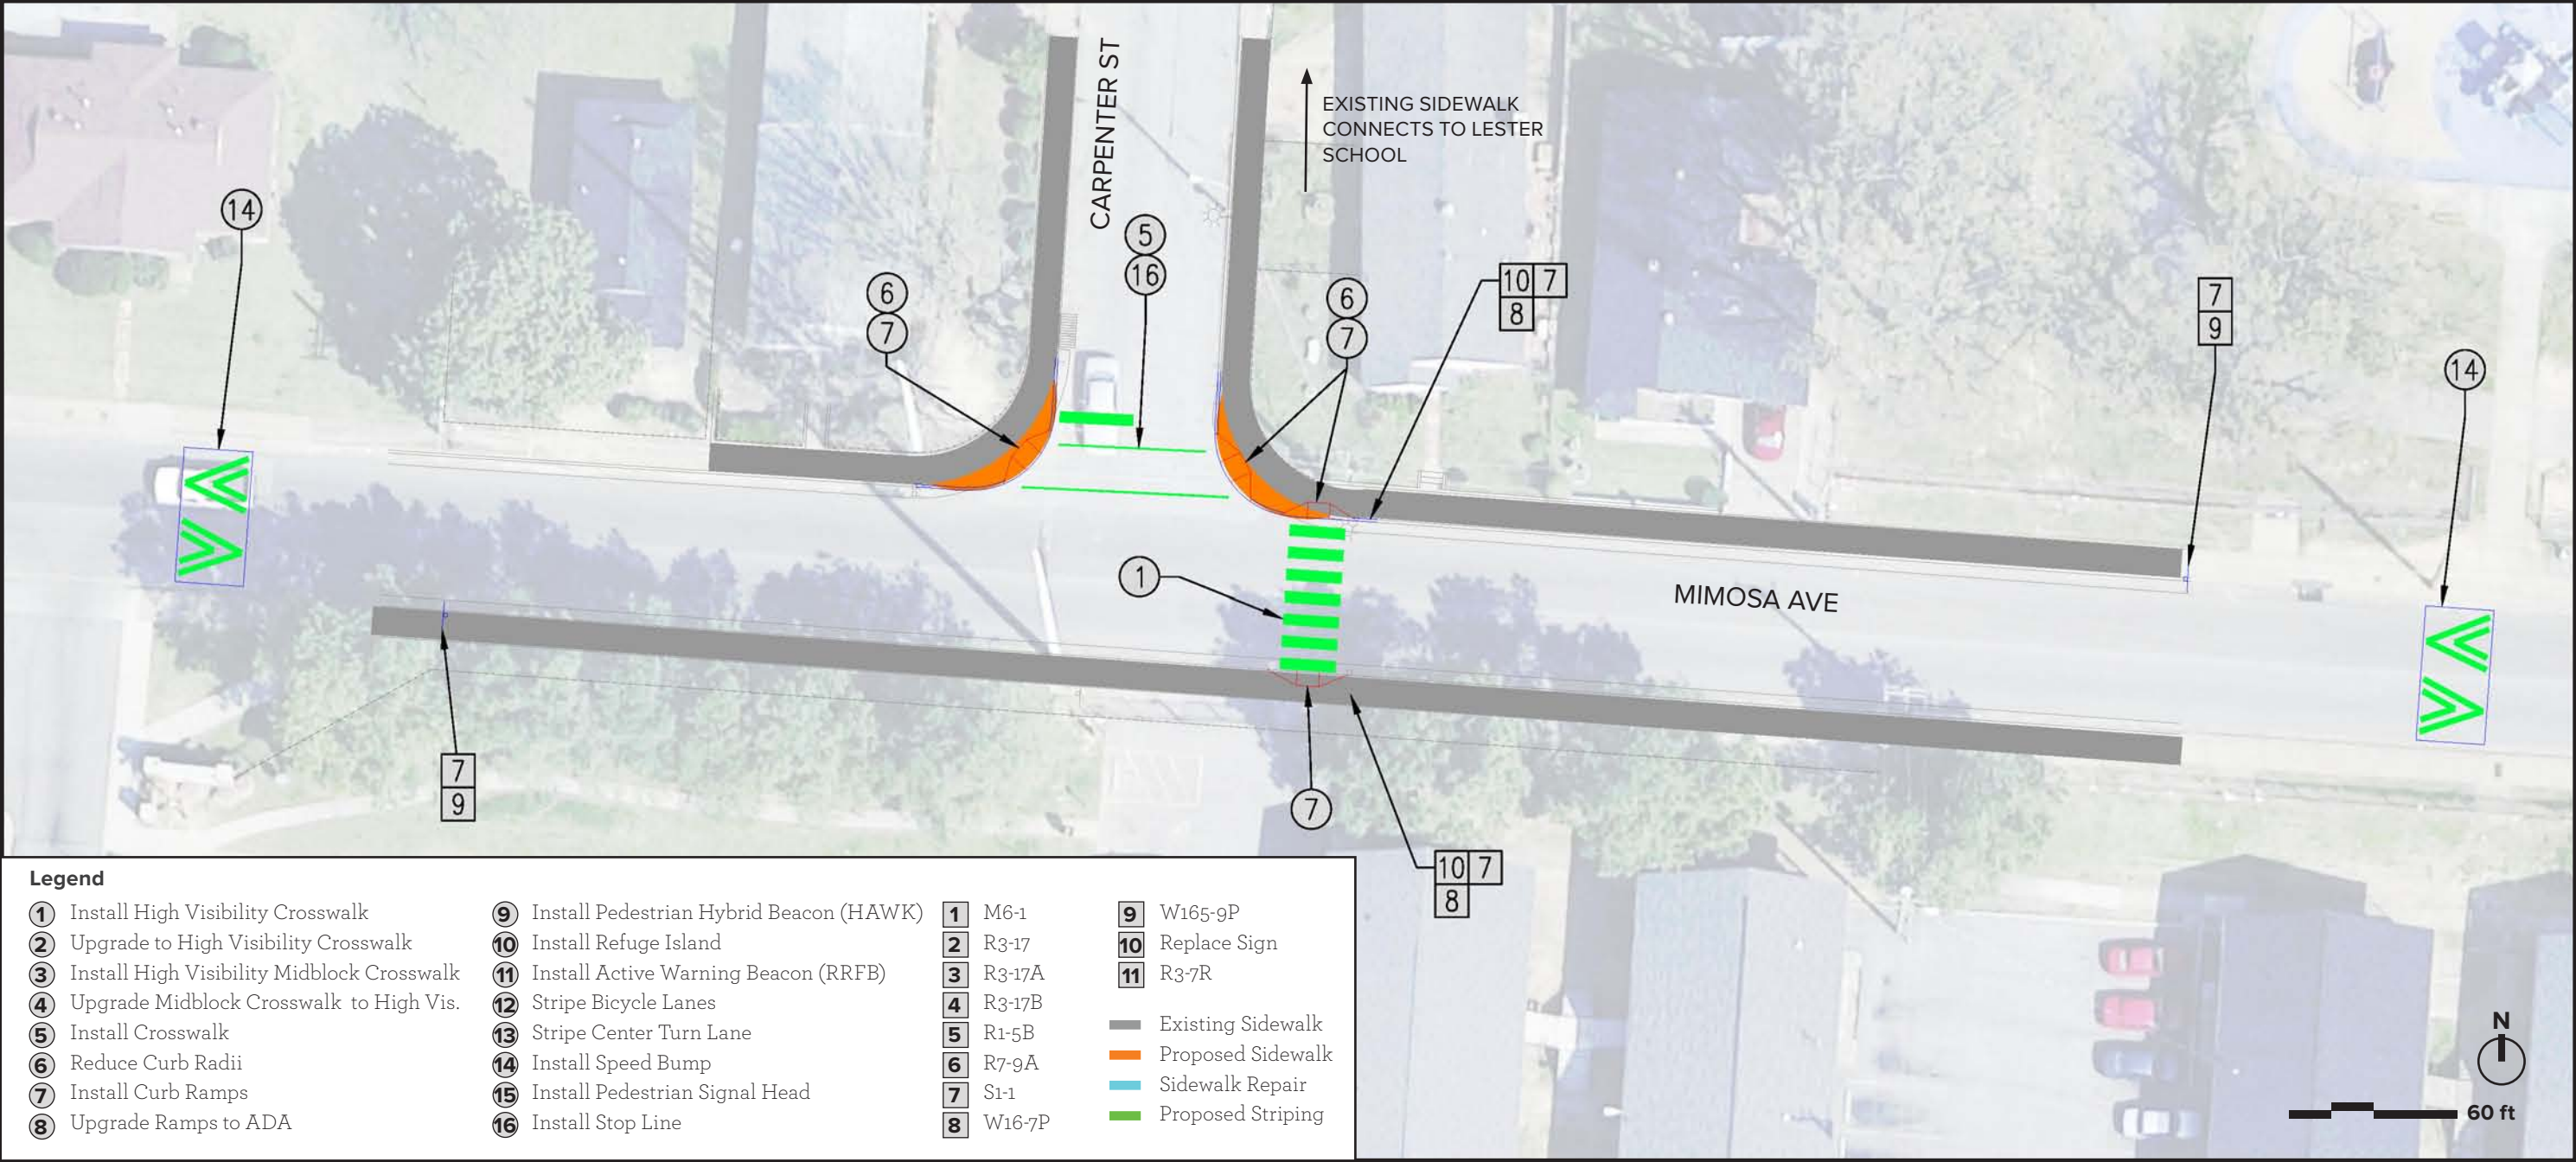 CARPENTER ST
EXISTING SIDEWALK
CONNECTS TO LESTER
SCHOOL
14
5
16
6
7
6
7
10 7
8
7
9
14
1
MIMOSA AVE
7
9
7
10 7
8
Legend
1 Install High Visibility Crosswalk
2 Upgrade to High Visibility Crosswalk
3 Install High Visibility Midblock Crosswalk
4 Upgrade Midblock Crosswalk to High Vis.
5 Install Crosswalk
6 Reduce Curb Radii
7 Install Curb Ramps
8 Upgrade Ramps to ADA
9 Install Pedestrian Hybrid Beacon (HAWK)
10 Install Refuge Island
11 Install Active Warning Beacon (RRFB)
12 Stripe Bicycle Lanes
13 Stripe Center Turn Lane
14 Install Speed Bump
15 Install Pedestrian Signal Head
16 Install Stop Line
1 M6-1
2 R3-17
3 R3-17A
4 R3-17B
5 R1-5B
6 R7-9A
7 S1-1
8 W16-7P
9 W165-9P
10 Replace Sign
11 R3-7R
Existing Sidewalk
Proposed Sidewalk
Sidewalk Repair
Proposed Striping
N
60 ft